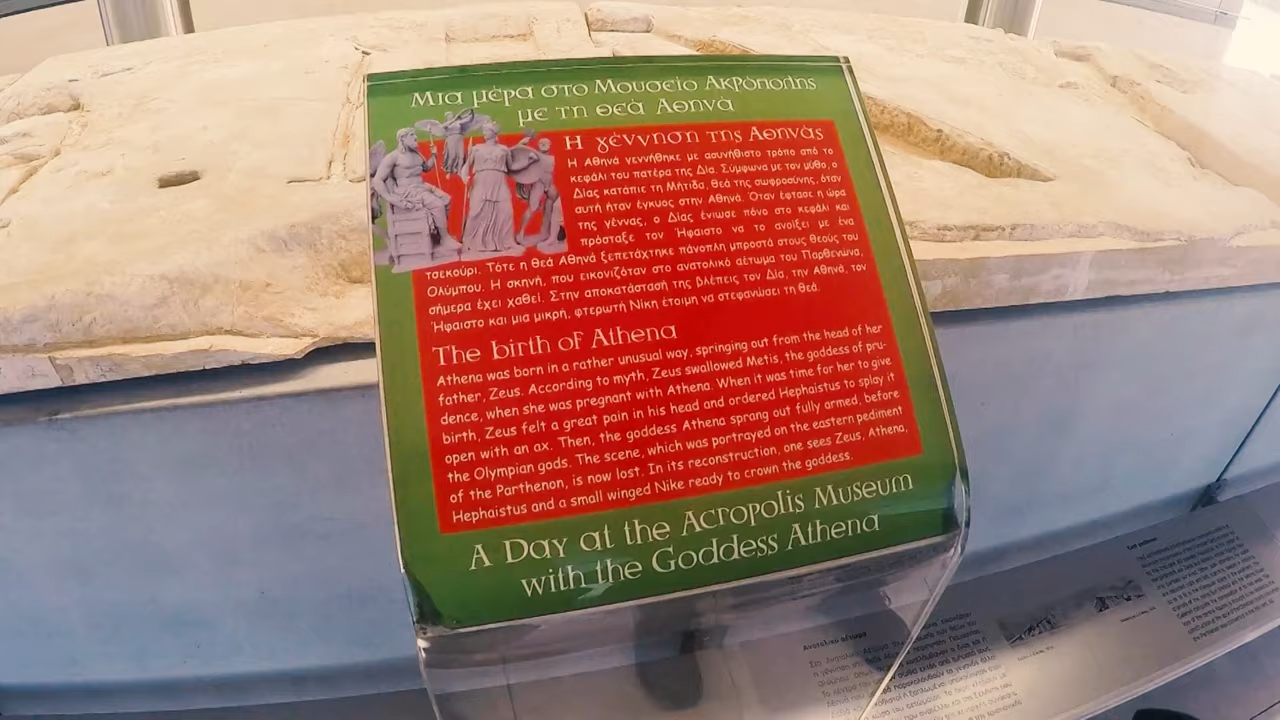 Μια μέρα στο Μουσείο Ακρόπολης
με τη θεά Αθηνά
Η γέννηση της Αθηνάς
Η Αθηνά γεννήθηκε με ασυνήθιστο τρόπο από το
κεφάλι του πατέρα της Δία. Σύμφωνα με τον μύθο, ο
Δίας κατάπιε τη Μήτιδα, θεά της σωφροσύνης, όταν
αυτή ήταν έγκυος στην Αθηνά. Όταν έφτασε η ώρα
της γέννας, ο Δίας ένιωσε πόνο στο κεφάλι και
πρόσταξε τον Ήφαιστο να το ανοίξει με ένα
τσεκούρι. Τότε η θεά Αθηνά ξεπετάχτηκε πάνοπλη μπροστά στους θεούς του
Ολύμπου. Η σκηνή, που εικονιζόταν στο ανατολικό αέτωμα του Παρθενώνα,
σήμερα έχει χαθεί. Στην αποκατάστασή της βλέπεις τον Δία, την Αθηνά, τον
Ήφαιστο και μια μικρή, φτερωτή Νίκη έτοιμη να στεφανώσει τη θεά.
The birth of Athena
Athena was born in a rather unusual way, springing out from the head of her
father, Zeus. According to myth, Zeus swallowed Metis, the goddess of pru-
dence, when she was pregnant with Athena. When it was time for her to give
birth, Zeus felt a great pain in his head and ordered Hephaistus to splay it
open with an ax. Then, the goddess Athena sprang out fully armed, before
the Olympian gods. The scene, which was portrayed on the eastern pediment
of the Parthenon, is now lost. In its reconstruction, one sees Zeus, Athena,
Hephaistus and a small winged Nike ready to crown the goddess.
A Day at the Acropolis Museum
with the Goddess Athena
East pediment
Ανατολικό αέτωμα